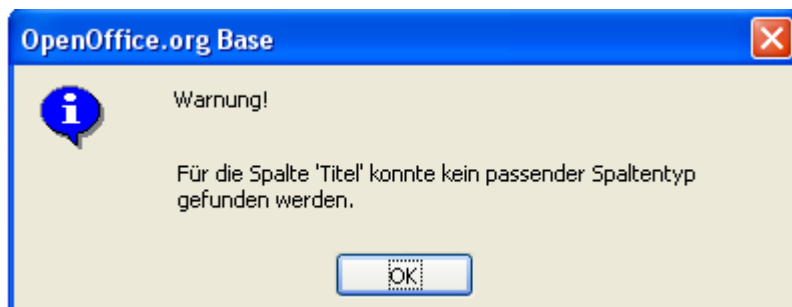 OpenOffice.org Base
Warnung!
Für die Spalte 'Titel' konnte kein passender Spaltentyp
gefunden werden.
OK